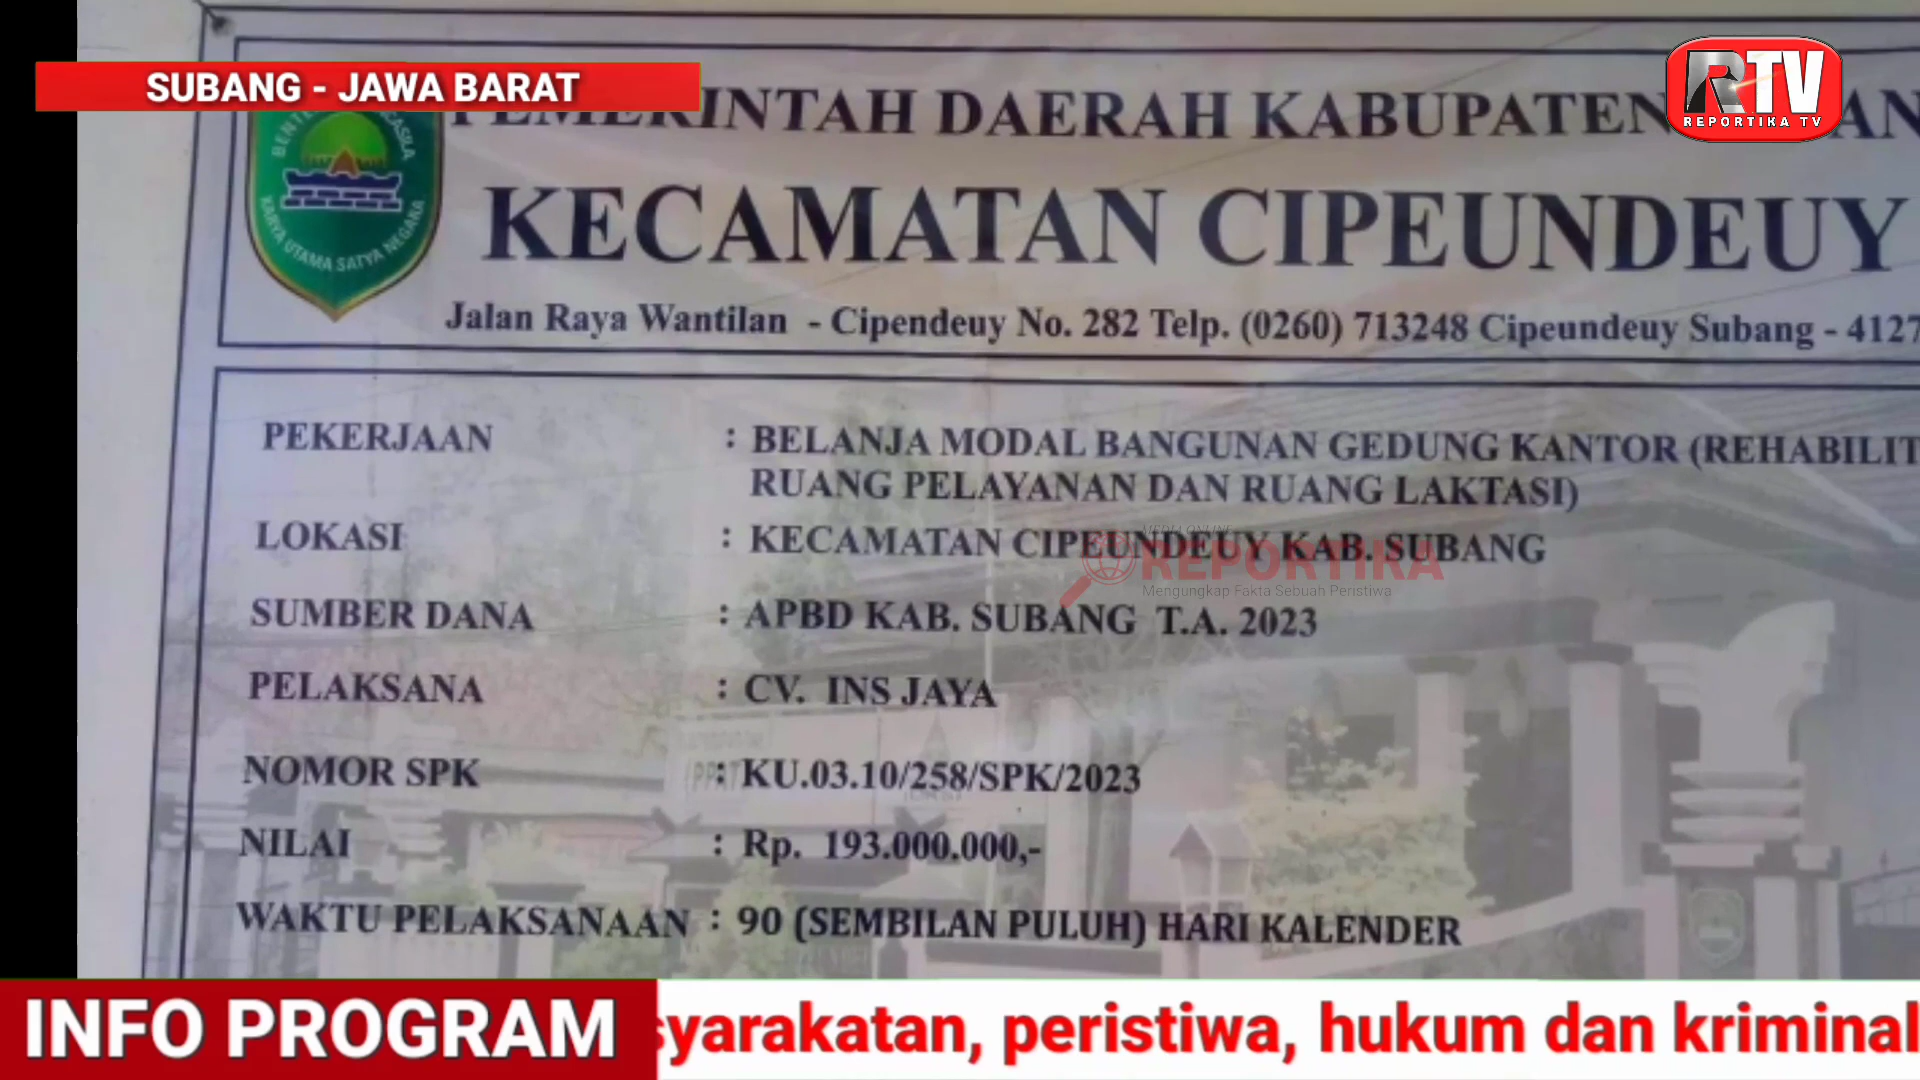 SUBANG - JAWA BARAT
RTV
REPORTIKA TV
PEMERINTAH DAERAH KABUPATEN
KECAMATAN CIPEUNDEUY
KARYA UTAMA SATYA NEGARA
Jalan Raya Wantilan - Cipendeuy No. 282 Telp. (0260) 713248 Cipeundeuy Subang - 4127
PEKERJAAN : BELANJA MODAL BANGUNAN GEDUNG KANTOR (REHABILIT
RUANG PELAYANAN DAN RUANG LAKTASI)
LOKASI : KECAMATAN CIPEUNDEUY KAB. SUBANG
MEDIA ONLINE
REPORTIKA
Mengungkap Fakta Sebuah Peristiwa
SUMBER DANA : APBD KAB. SUBANG T.A. 2023
PELAKSANA : CV. INS JAYA
NOMOR SPK : KU.03.10/258/SPK/2023
NILAI : Rp. 193.000.000,-
WAKTU PELAKSANAAN : 90 (SEMBILAN PULUH) HARI KALENDER
INFO PROGRAM
syarakatan, peristiwa, hukum dan kriminal